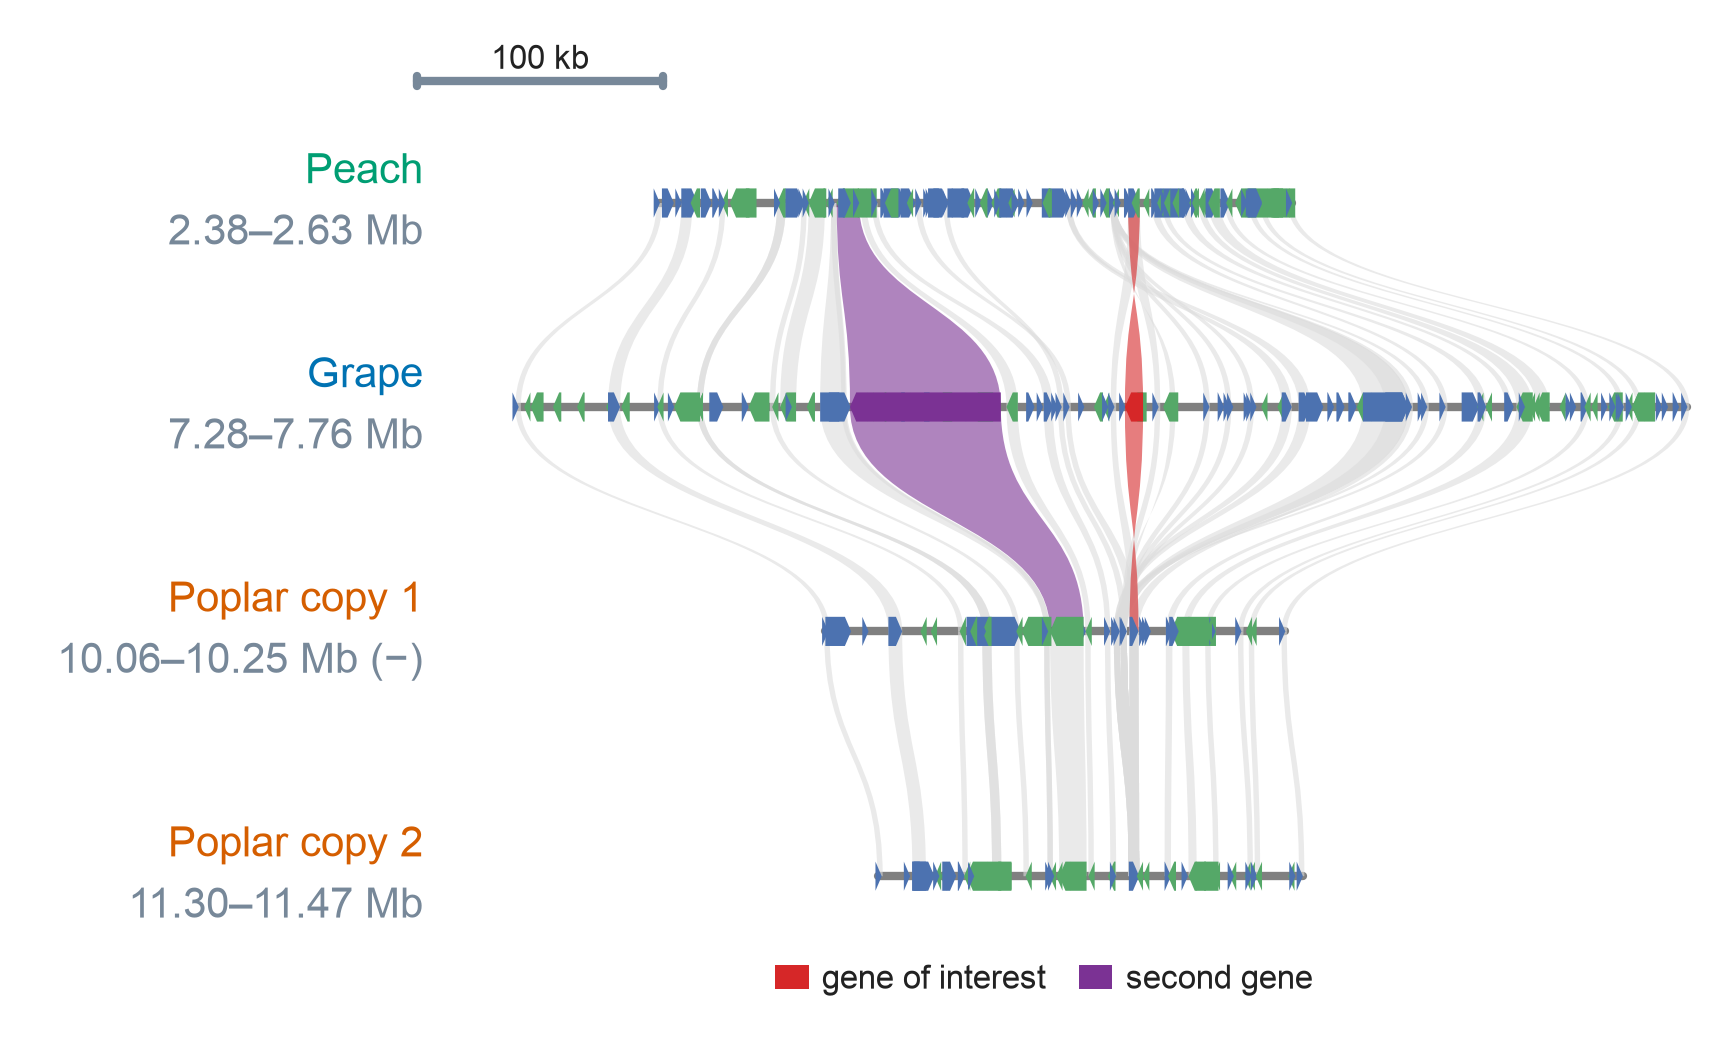 100 kb
Peach
2.38–2.63 Mb
Grape
7.28–7.76 Mb
Poplar copy 1
10.06–10.25 Mb (−)
Poplar copy 2
11.30–11.47 Mb
gene of interest
second gene